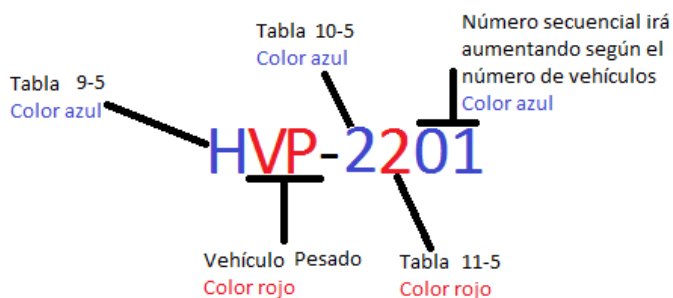 Tabla 9-5
Color azul
Tabla 10-5
Color azul
Número secuencial irá
aumentando según el
número de vehículos
Color azul
HVP-2201
Vehículo Pesado
Color rojo
Tabla 11-5
Color rojo